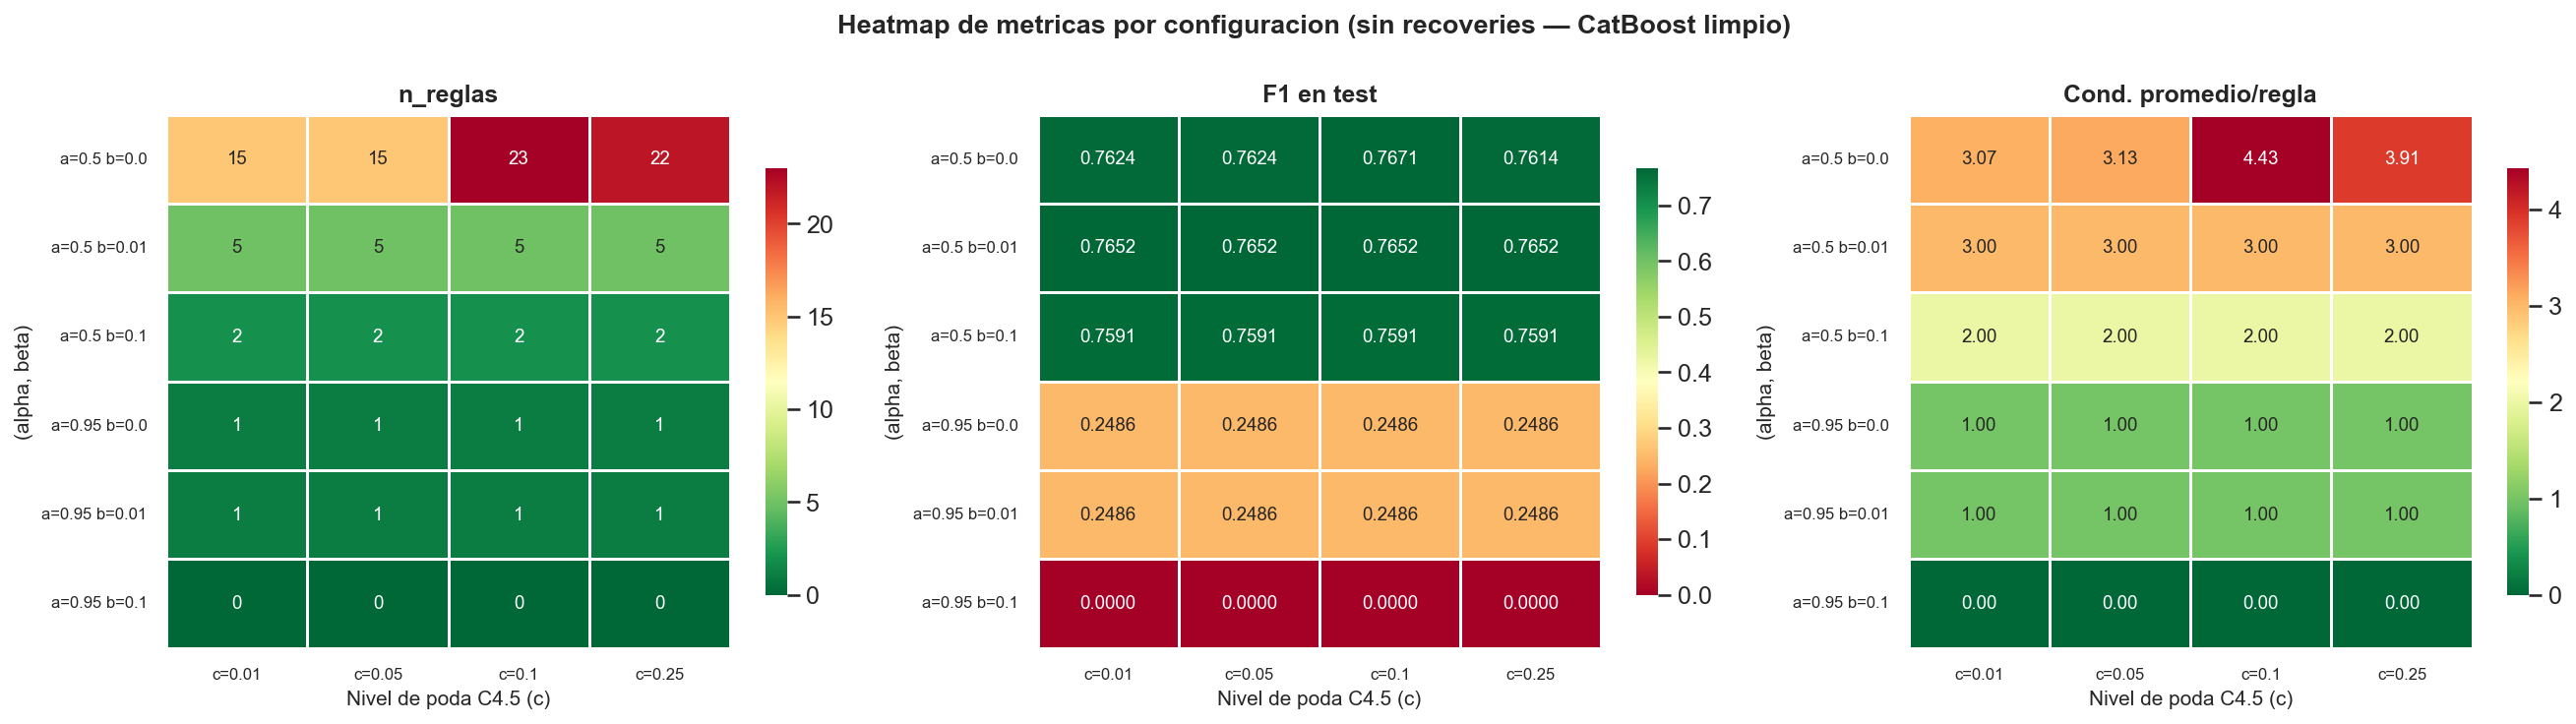 Heatmap de metricas por configuracion (sin recoveries — CatBoost limpio)
n_reglas
(alpha, beta)
a=0.5 b=0.0 15 15 23 22
a=0.5 b=0.01 5 5 5 5
a=0.5 b=0.1 2 2 2 2
a=0.95 b=0.0 1 1 1 1
a=0.95 b=0.01 1 1 1 1
a=0.95 b=0.1 0 0 0 0
c=0.01 c=0.05 c=0.1 c=0.25
Nivel de poda C4.5 (c)
20
15
10
5
0
F1 en test
(alpha, beta)
a=0.5 b=0.0 0.7624 0.7624 0.7671 0.7614
a=0.5 b=0.01 0.7652 0.7652 0.7652 0.7652
a=0.5 b=0.1 0.7591 0.7591 0.7591 0.7591
a=0.95 b=0.0 0.2486 0.2486 0.2486 0.2486
a=0.95 b=0.01 0.2486 0.2486 0.2486 0.2486
a=0.95 b=0.1 0.0000 0.0000 0.0000 0.0000
c=0.01 c=0.05 c=0.1 c=0.25
Nivel de poda C4.5 (c)
0.7
0.6
0.5
0.4
0.3
0.2
0.1
0.0
Cond. promedio/regla
(alpha, beta)
a=0.5 b=0.0 3.07 3.13 4.43 3.91
a=0.5 b=0.01 3.00 3.00 3.00 3.00
a=0.5 b=0.1 2.00 2.00 2.00 2.00
a=0.95 b=0.0 1.00 1.00 1.00 1.00
a=0.95 b=0.01 1.00 1.00 1.00 1.00
a=0.95 b=0.1 0.00 0.00 0.00 0.00
c=0.01 c=0.05 c=0.1 c=0.25
Nivel de poda C4.5 (c)
4
3
2
1
0